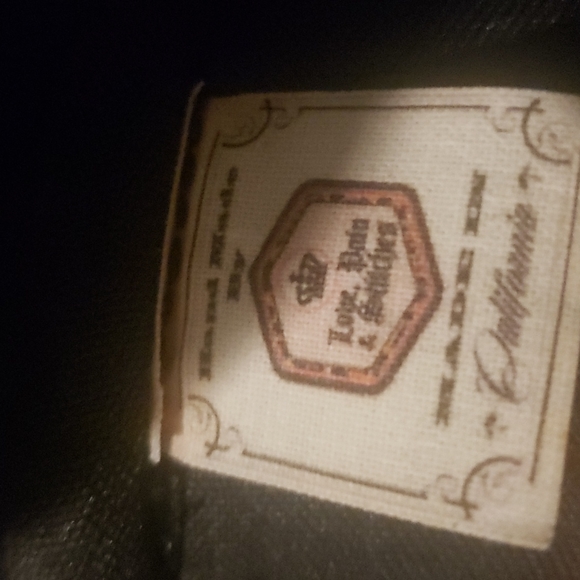 Hand Made
By
Love, Pain
& Stitches
MADE IN
California